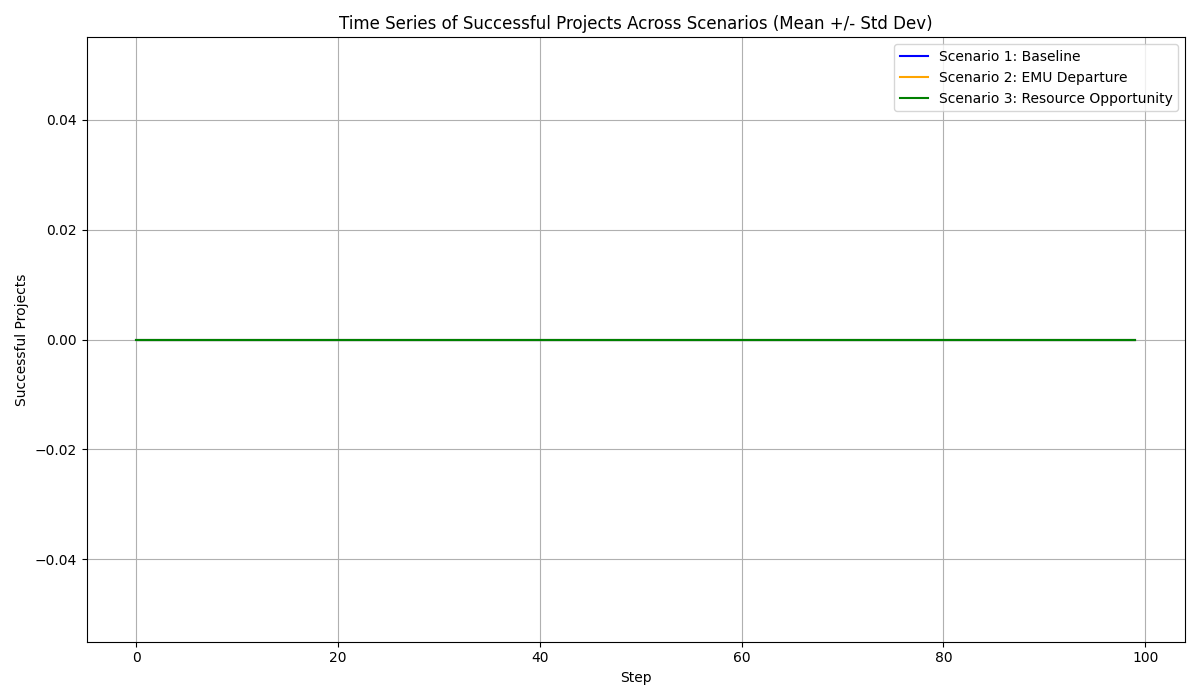 Time Series of Successful Projects Across Scenarios (Mean +/- Std Dev)
Scenario 1: Baseline
Scenario 2: EMU Departure
Scenario 3: Resource Opportunity
Successful Projects
0.04
0.02
0.00
−0.02
−0.04
0
20
40
60
80
100
Step